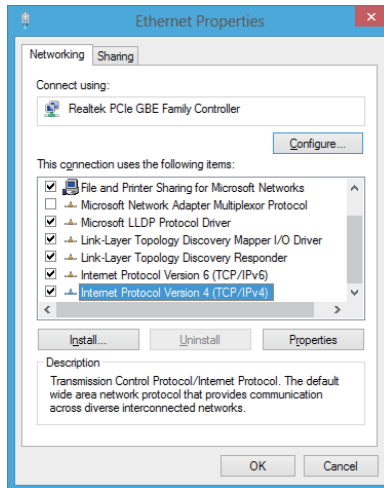 Ethernet Properties
Networking
Sharing
Connect using:
Realtek PCIe GBE Family Controller
Configure...
This connection uses the following items:
File and Printer Sharing for Microsoft Networks
Microsoft Network Adapter Multiplexor Protocol
Microsoft LLDP Protocol Driver
Link-Layer Topology Discovery Mapper I/O Driver
Link-Layer Topology Discovery Responder
Internet Protocol Version 6 (TCP/IPv6)
Internet Protocol Version 4 (TCP/IPv4)
Install...
Uninstall
Properties
Description
Transmission Control Protocol/Internet Protocol. The default
wide area network protocol that provides communication
across diverse interconnected networks.
OK
Cancel